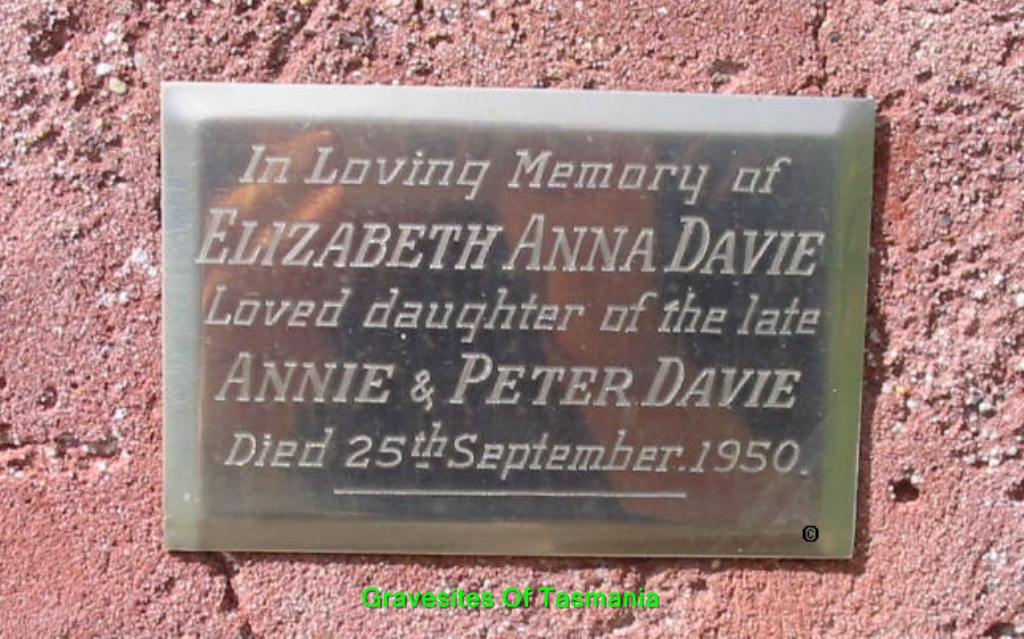 In Loving Memory of
ELIZABETH ANNA DAVIE
Loved daughter of the late
ANNIE & PETER DAVIE
Died 25th September.1950.
©
Gravesites Of Tasmania